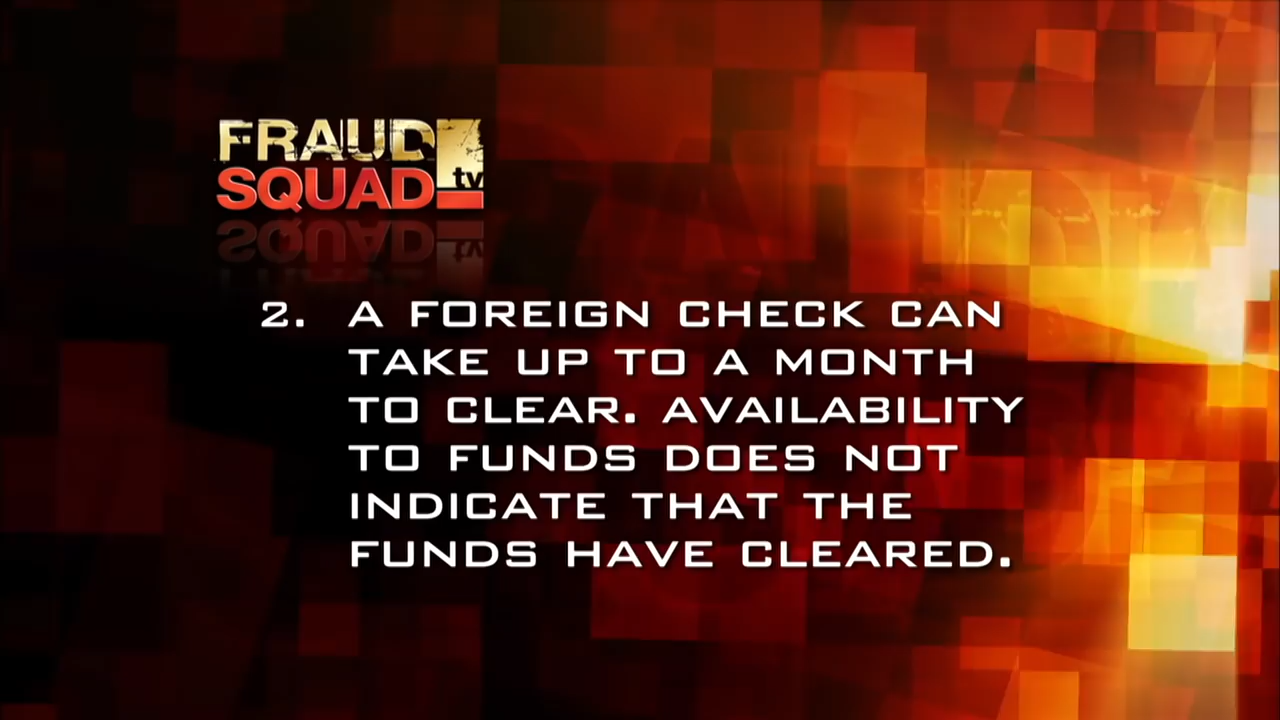 FRAUD
SQUAD tv
2. A FOREIGN CHECK CAN
TAKE UP TO A MONTH
TO CLEAR. AVAILABILITY
TO FUNDS DOES NOT
INDICATE THAT THE
FUNDS HAVE CLEARED.